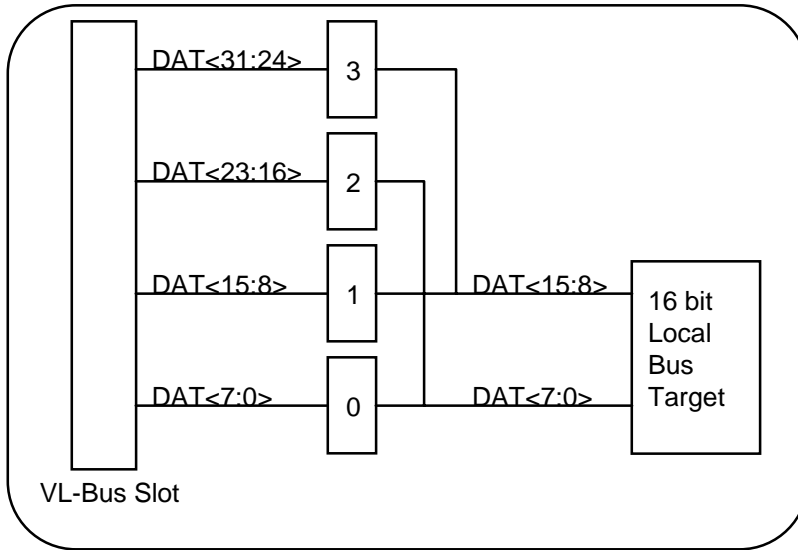 DAT<31:24>
3
DAT<23:16>
2
DAT<15:8>
1
DAT<15:8>
DAT<7:0>
0
DAT<7:0>
16 bit
Local
Bus
Target
VL-Bus Slot